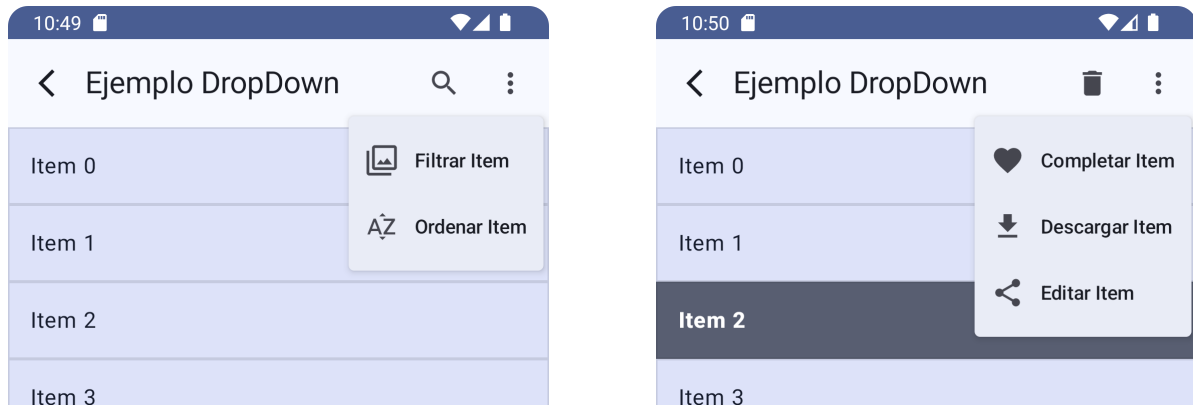 10:49
Ejemplo DropDown
Item 0
Filtrar Item
Item 1
Ordenar Item
Item 2
Item 3
10:50
Ejemplo DropDown
Item 0
Completar Item
Item 1
Descargar Item
Item 2
Editar Item
Item 3